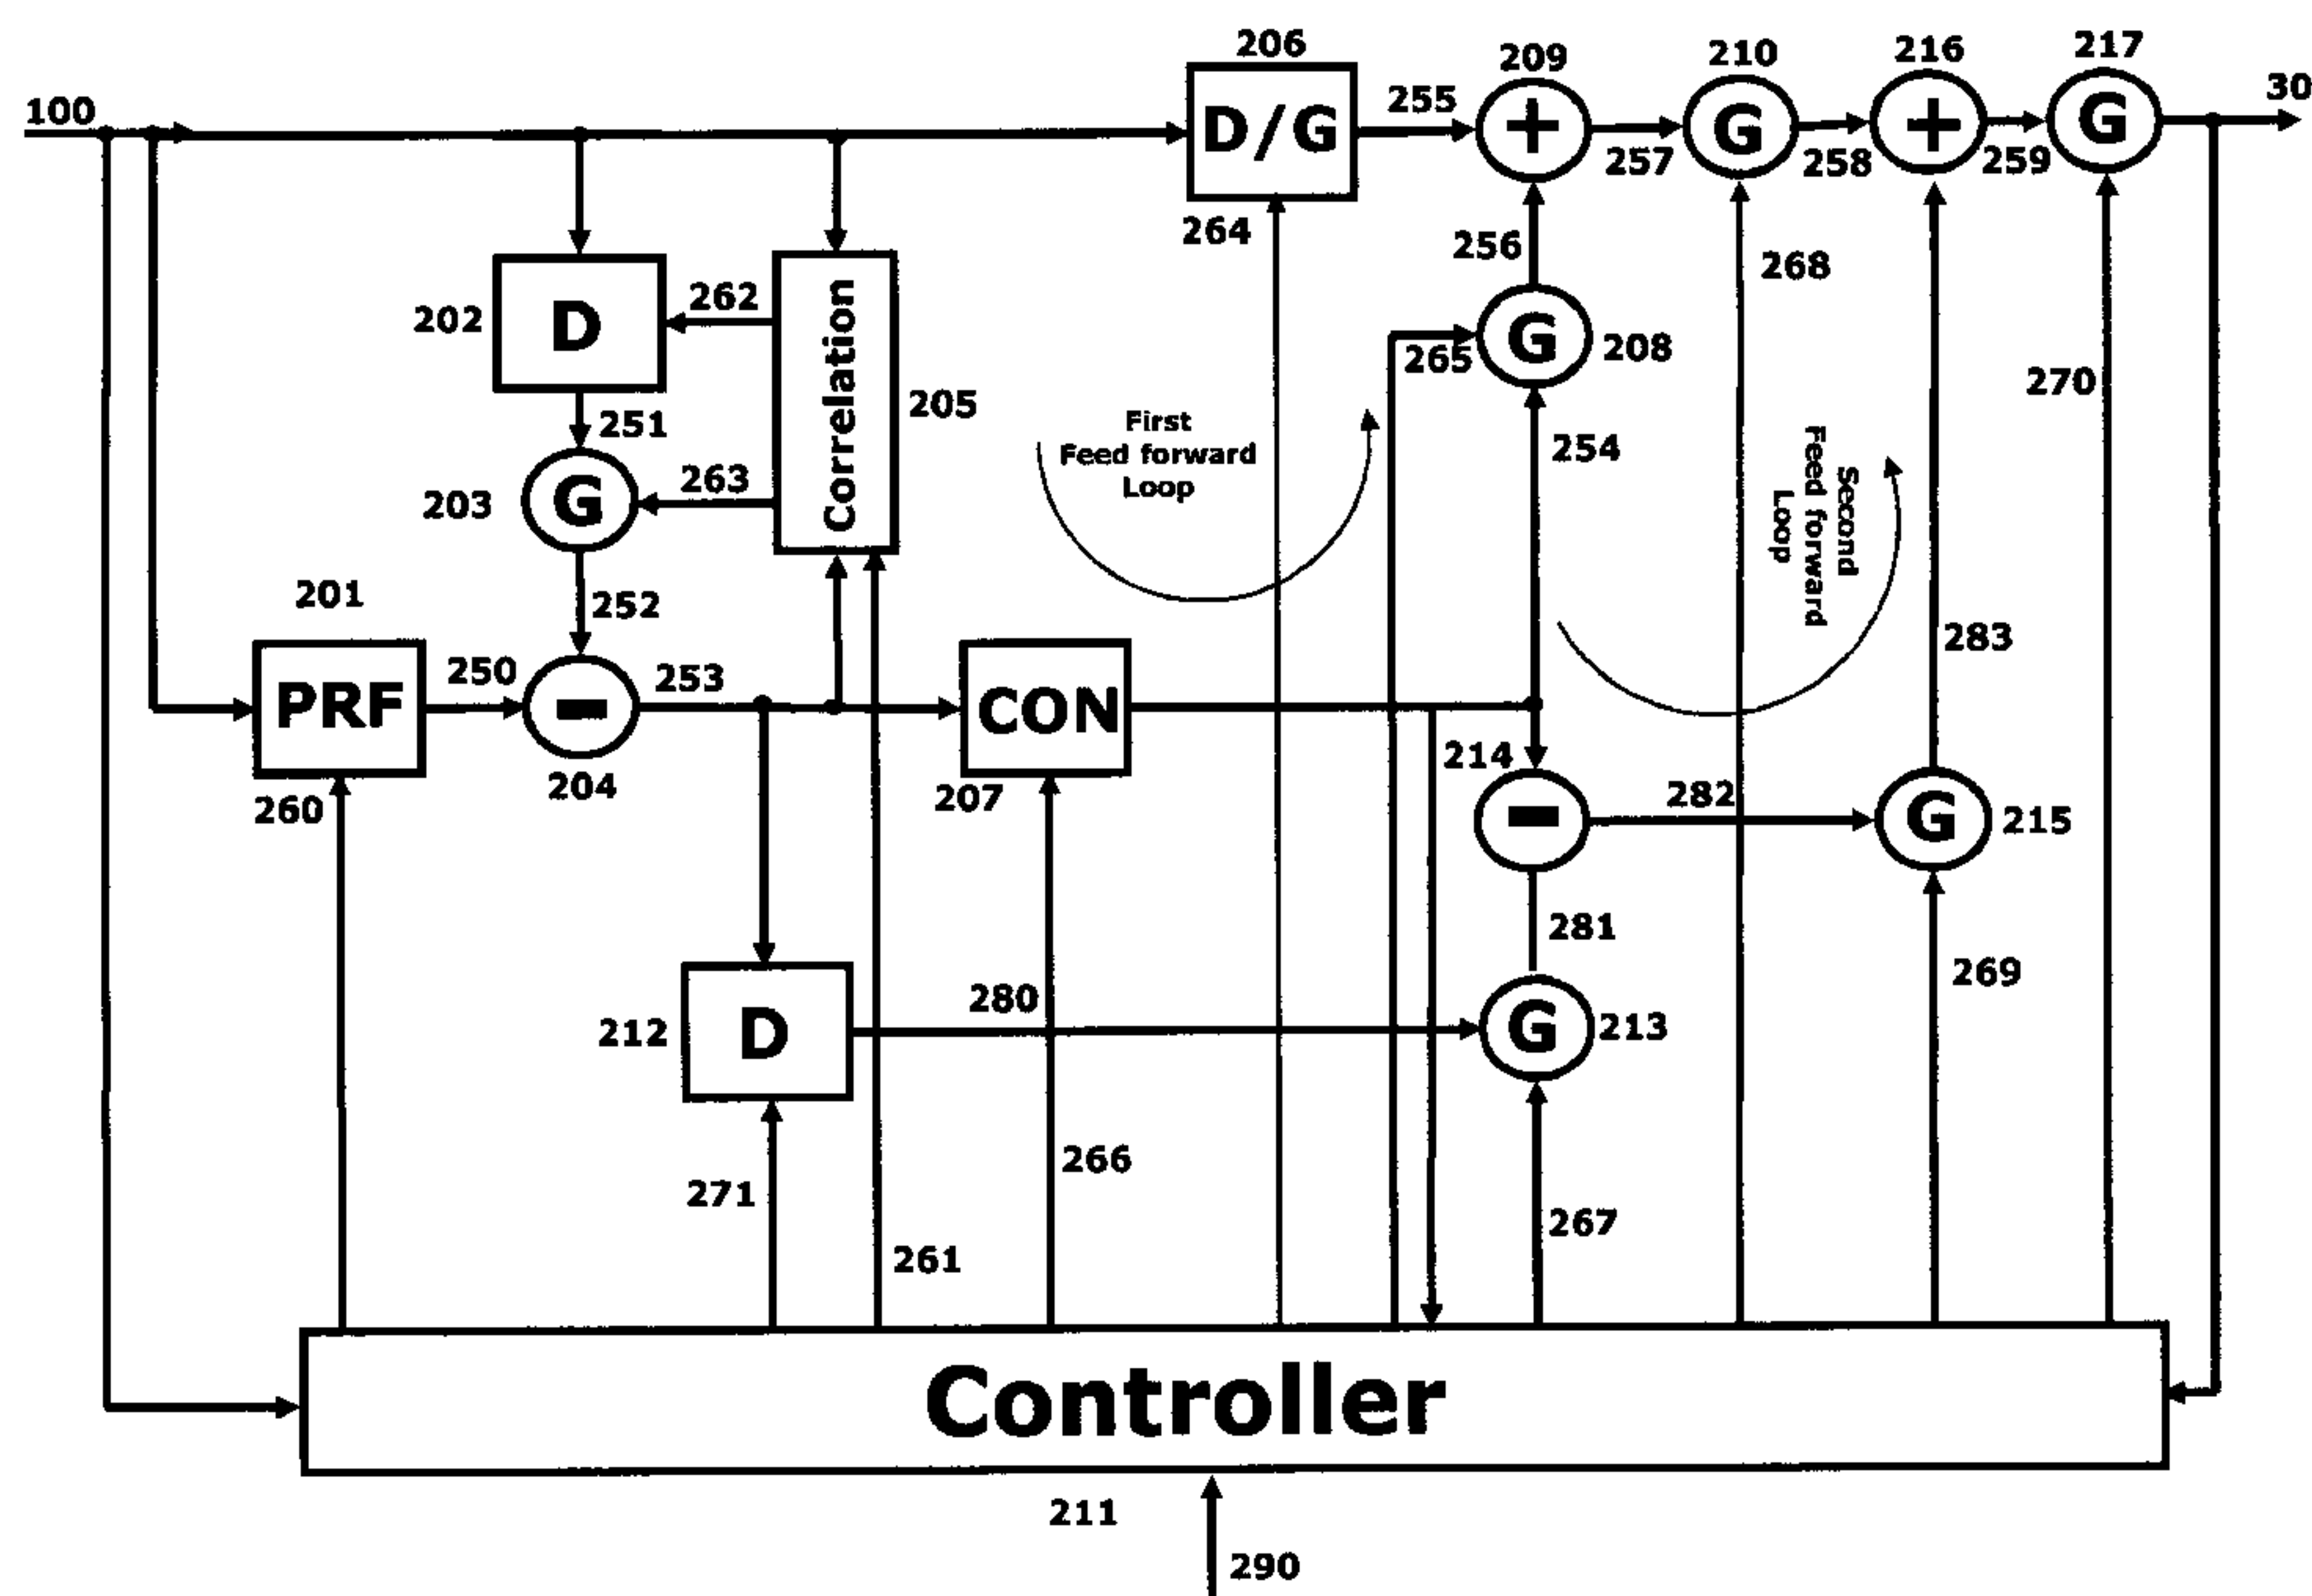 206
209
210
216
217
30
100
D/G
+
G
+
G
255
257
258
259
264
256
268
202
D
262
Correlation
205
265
G
208
270
251
First
Feed forward
Loop
254
Second
Feed forward
Loop
203
G
263
201
252
283
PRF
250
-
253
CON
214
260
204
207
-
282
G
215
281
269
212
D
280
G
213
271
266
267
261
Controller
211
290